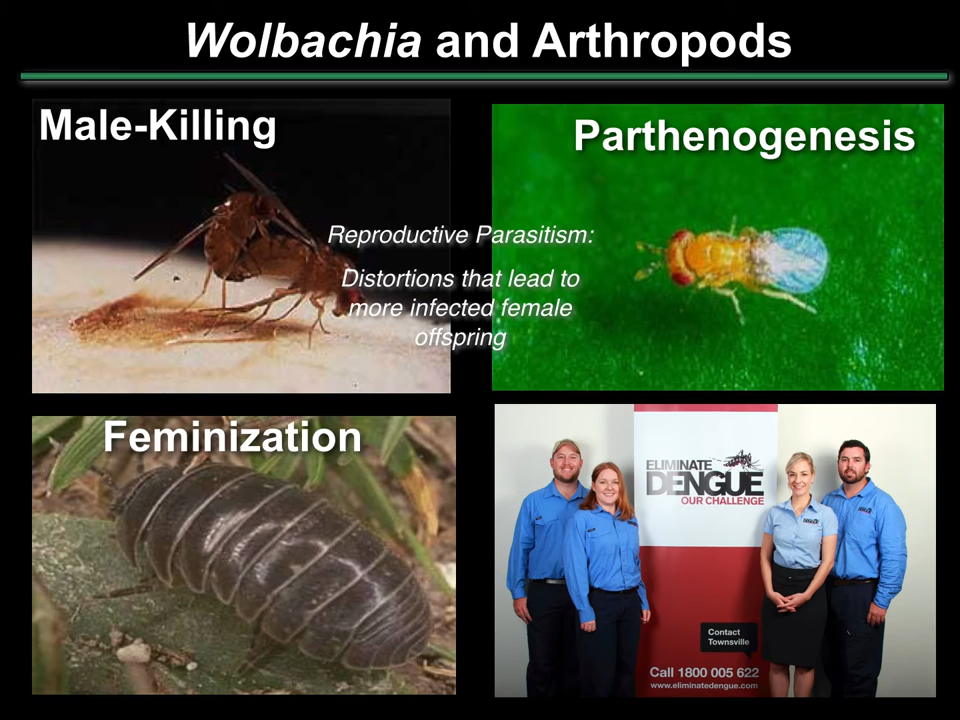 Wolbachia and Arthropods
Male-Killing
Parthenogenesis
Reproductive Parasitism:
Distortions that lead to
more infected female
offspring
Feminization
ELIMINATE
DENGUE
OUR CHALLENGE
Contact
Townsville
Call 1800 005 622
www.eliminatedengue.com